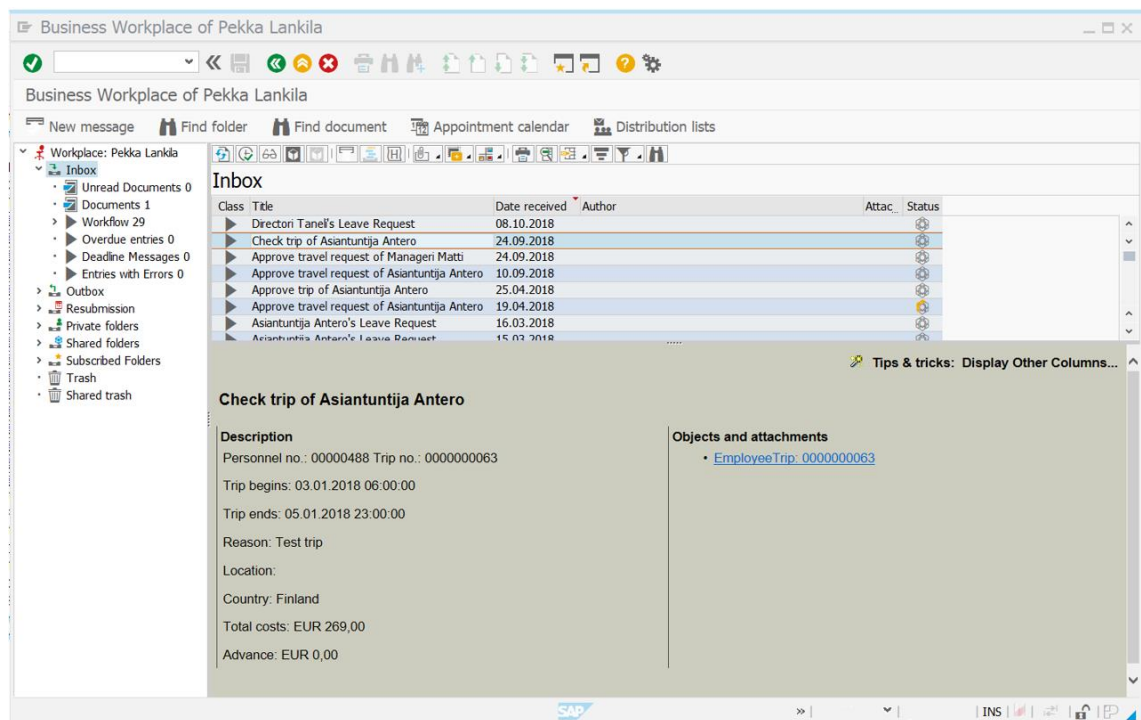 Business Workplace of Pekka Lankila
Business Workplace of Pekka Lankila
New message Find folder Find document Appointment calendar Distribution lists
Workplace: Pekka Lankila
Inbox
Unread Documents 0
Documents 1
Workflow 29
Overdue entries 0
Deadline Messages 0
Entries with Errors 0
Outbox
Resubmission
Private folders
Shared folders
Subscribed Folders
Trash
Shared trash
Inbox
Class Title Date received Author Attac... Status
Directori Taneli's Leave Request 08.10.2018
Check trip of Asiantuntija Antero 24.09.2018
Approve travel request of Manageri Matti 24.09.2018
Approve travel request of Asiantuntija Antero 10.09.2018
Approve trip of Asiantuntija Antero 25.04.2018
Approve travel request of Asiantuntija Antero 19.04.2018
Asiantuntija Antero's Leave Request 16.03.2018
Asiantuntija Antero's Leave Request 15.03.2018
Tips & tricks: Display Other Columns...
Check trip of Asiantuntija Antero
Description
Personnel no.: 00000488 Trip no.: 0000000063
Trip begins: 03.01.2018 06:00:00
Trip ends: 05.01.2018 23:00:00
Reason: Test trip
Location:
Country: Finland
Total costs: EUR 269,00
Advance: EUR 0,00
Objects and attachments
EmployeeTrip: 0000000063
SAP
INS